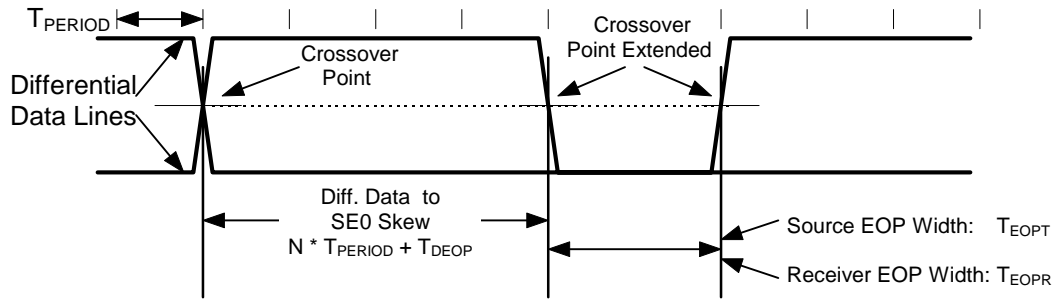 TPERIOD
Differential
Data Lines
Crossover
Point
Crossover
Point Extended
Diff. Data to
SE0 Skew
N * TPERIOD + TDEOP
Source EOP Width: TEOPT
Receiver EOP Width: TEOPR